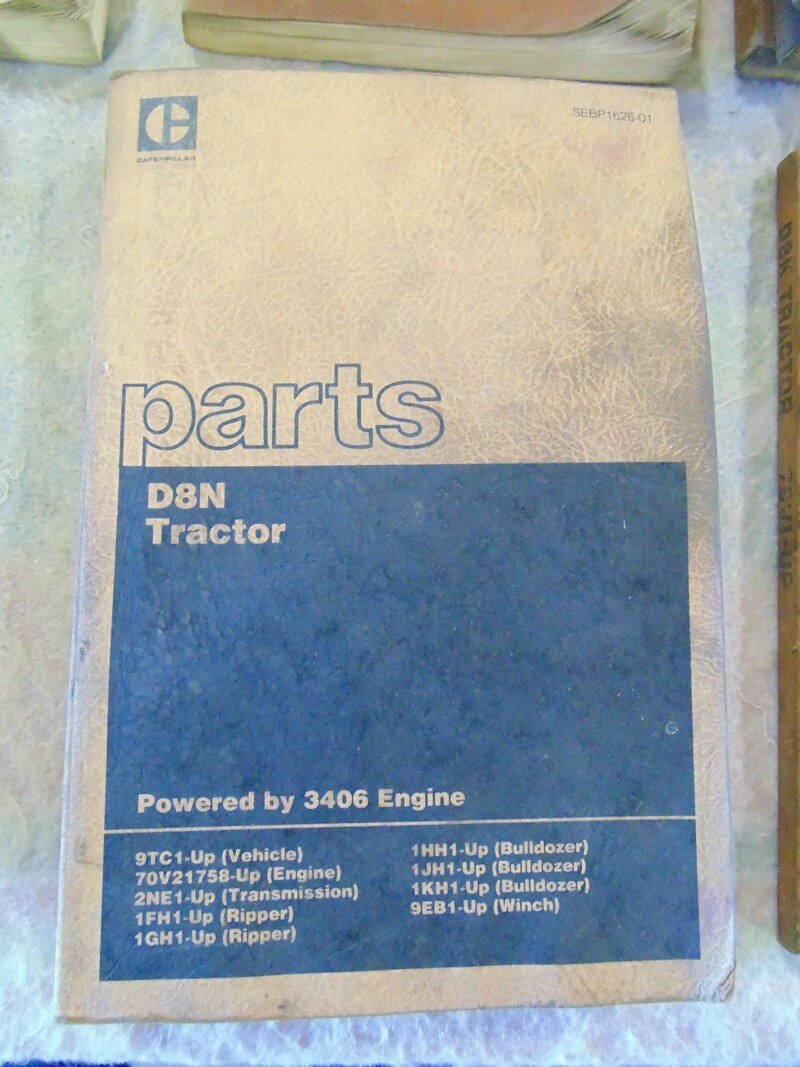 CATERPILLAR
SEBP1626-01
parts
D8N
Tractor
Powered by 3406 Engine
9TC1-Up (Vehicle)
70V21758-Up (Engine)
2NE1-Up (Transmission)
1FH1-Up (Ripper)
1GH1-Up (Ripper)
1HH1-Up (Bulldozer)
1JH1-Up (Bulldozer)
1KH1-Up (Bulldozer)
9EB1-Up (Winch)
D8K TRACTOR